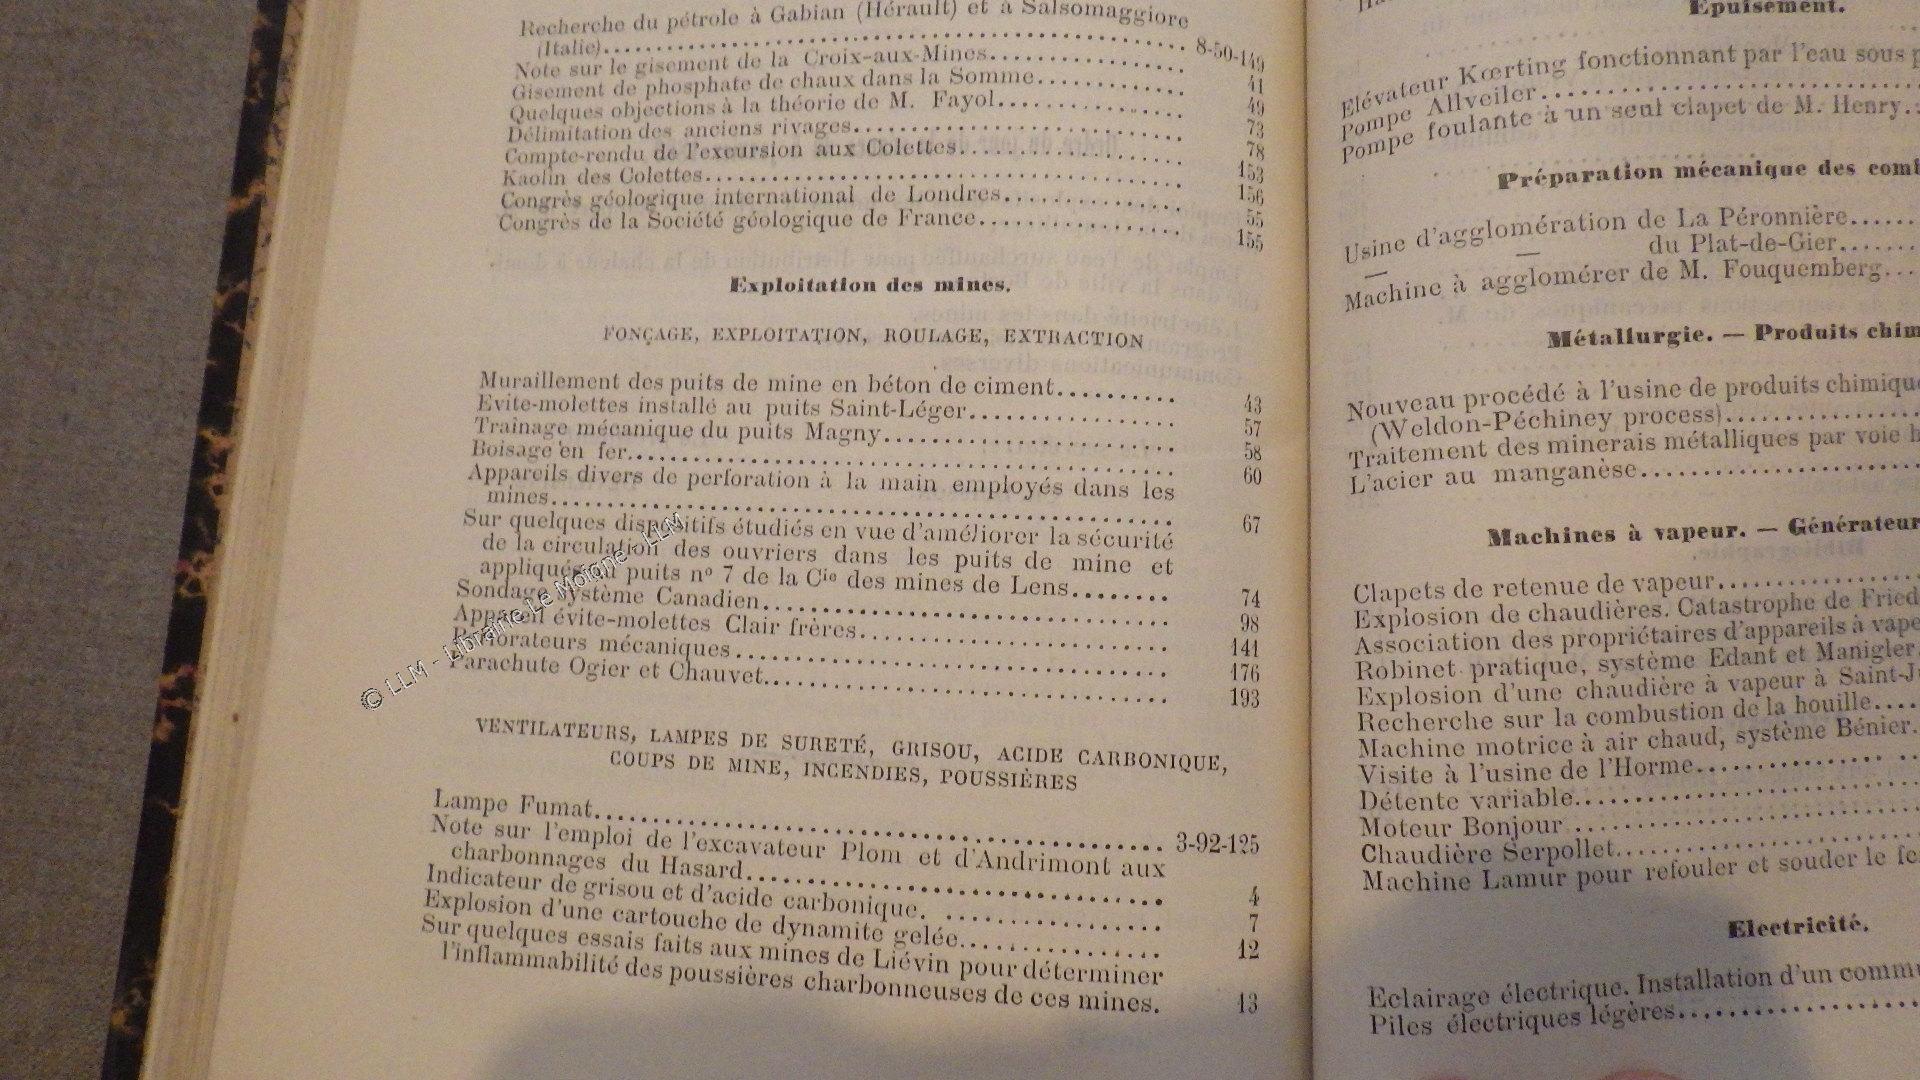 Recherche du pétrole à Gabian (Hérault) et à Salsomaggiore
(Italie)........ 8-50-149
Note sur le gisement de la Croix-aux-Mines........ 41
Gisement de phosphate de chaux dans la Somme........ 49
Quelques objections à la théorie de M. Fayol........ 73
Délimitation des anciens rivages........ 78
Compte-rendu de l'excursion aux Colettes........ 153
Kaolin des Colettes........ 156
Congrès géologique international de Londres........ 55
Congrès de la Société géologique de France........ 155
Exploitation des mines.
FONÇAGE, EXPLOITATION, ROULAGE, EXTRACTION
Muraillement des puits de mine en béton de ciment........ 43
Evite-molettes installé au puits Saint-Léger........ 57
Traînage mécanique du puits Magny........ 58
Boisage en fer........ 60
Appareils divers de perforation à la main employés dans les
mines........ 67
Sur quelques dispositifs étudiés en vue d'améliorer la sécurité
de la circulation des ouvriers dans les puits de mine et
appliqués au puits nº 7 de la Cie des mines de Lens........ 74
Sondage système Canadien........ 98
Appareil évite-molettes Clair frères........ 141
Perforateurs mécaniques........ 176
Parachute Ogier et Chauvet........ 193
VENTILATEURS, LAMPES DE SURETÉ, GRISOU, ACIDE CARBONIQUE,
COUPS DE MINE, INCENDIES, POUSSIÈRES
Lampe Fumat........ 3-92-125
Note sur l'emploi de l'excavateur Plom et d'Andrimont aux
charbonnages du Hasard........ 4
Indicateur de grisou et d'acide carbonique. ........ 7
Explosion d'une cartouche de dynamite gelée........ 12
Sur quelques essais faits aux mines de Liévin pour déterminer
l'inflammabilité des poussières charbonneuses de ces mines. 13
© LLM - Librairie Le Moigne - LLM
Epuisement.
Elévateur Kœrting fonctionnant par l'eau sous
Pompe Allveiler........
Pompe foulante à un seul clapet de M. Henry..
Préparation mécanique des
Usine d'agglomération de La Péronnière......
— — du Plat-de-Gier.......
Machine à agglomérer de M. Fouquemberg...
Métallurgie. — Produits
Nouveau procédé à l'usine de produits
(Weldon-Péchiney process)........
Traitement des minerais métalliques par voie
L'acier au manganèse........
Machines à vapeur. —
Clapets de retenue de vapeur........
Explosion de chaudières. Catastrophe de
Association des propriétaires d'appareils à
Robinet pratique, système Edant et Manigler.
Explosion d'une chaudière à vapeur à
Recherche sur la combustion de la houille....
Machine motrice à air chaud, système Bénier.
Visite à l'usine de l'Horme........
Détente variable........
Moteur Bonjour........
Chaudière Serpollet........
Machine Lamur pour refouler et souder le
Electricité.
Eclairage électrique. Installation d'un
Piles électriques légères........